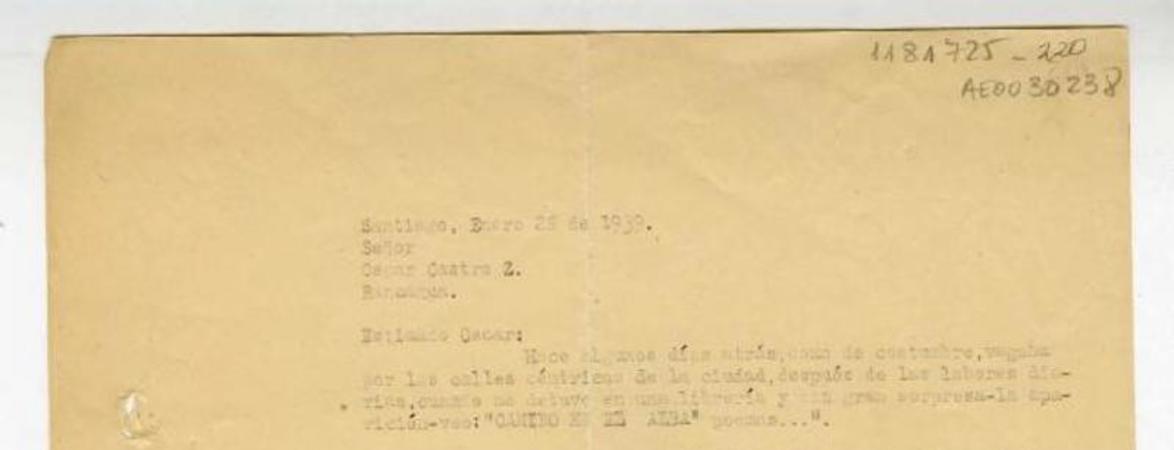 1181725-220
AE0030238
Santiago, Enero 25 de 1939.
Señor
Oscar Castro Z.
Rancagua.
Estimado Oscar:
Hace algunos días atrás,como de costumbre,vagaba
por las calles céntricas de la ciudad,después de las labores dia-
rias,cuando me detuve en una librería y con gran sorpresa-la apa-
rición-veo:"CAMINO EN EL ALBA" poemas...".